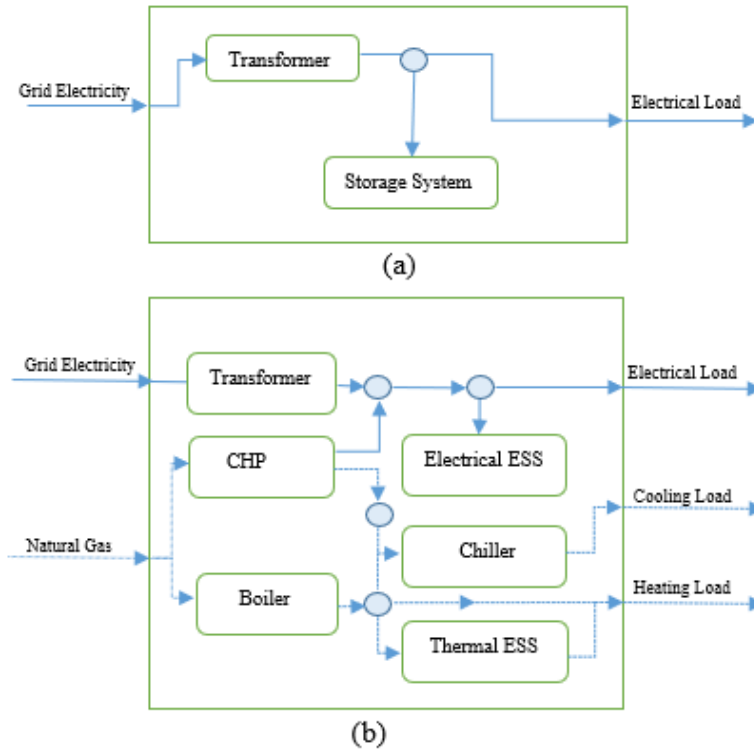 Transformer
Grid Electricity
Electrical Load
Storage System
(a)
Grid Electricity
Transformer
Electrical Load
CHP
Electrical ESS
Cooling Load
Natural Gas
Chiller
Boiler
Heating Load
Thermal ESS
(b)